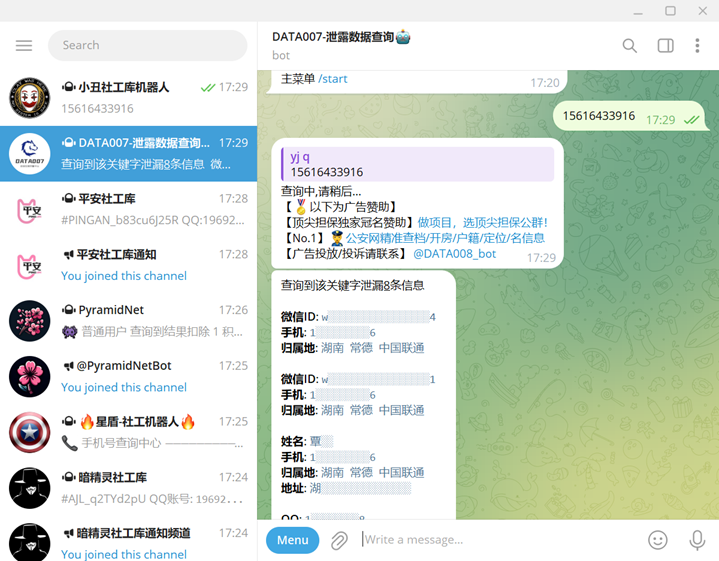 Search
小丑社工库机器人 17:29
15616433916
DATA007-泄露数据查询... 17:29
查询到该关键字泄漏8条信息 微...
平安社工库 17:28
#PINGAN_b83cu6J25R QQ:19692...
平安社工库通知 17:28
You joined this channel
PyramidNet 17:26
普通用户 查询到结果扣除 1 积...
@PyramidNetBot 17:25
You joined this channel
🔥星盾-社工机器人🔥 17:25
手机号查询中心 ——————...
暗精灵社工库 17:24
#AJL_q2TYd2pU QQ账号: 19692...
暗精灵社工库通知频道 17:24
You joined this channel
DATA007
平安
平安
DATA007-泄露数据查询
bot
主菜单 /start
17:20
15616433916 17:29
yj q
15616433916
查询中,请稍后...
【🏅以下为广告赞助】
【顶尖担保独家冠名赞助】做项目，选顶尖担保公群!
【No.1】👮公安网精准查档/开房/户籍/定位/名信息
【广告投放/投诉请联系】 @DATA008_bot
17:29
查询到该关键字泄漏8条信息
微信ID: w 4
手机: 1 6
归属地: 湖南 常德 中国联通
微信ID: w 1
手机: 1 6
归属地: 湖南 常德 中国联通
姓名: 覃
手机: 1 6
归属地: 湖南 常德 中国联通
地址: 湖
Menu
Write a message...